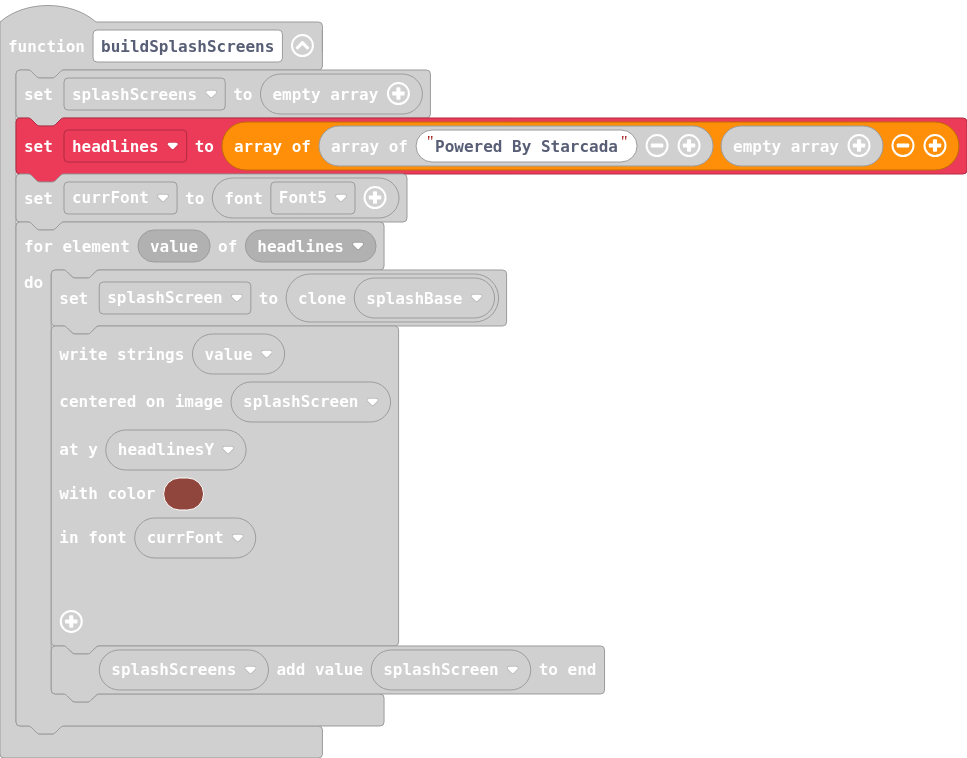 function buildSplashScreens
set splashScreens to empty array
set headlines to array of array of "Powered By Starcada" empty array
set currFont to font Font5
for element value of headlines
do
set splashScreen to clone splashBase
write strings value
centered on image splashScreen
at y headlinesY
with color
in font currFont
splashScreens add value splashScreen to end